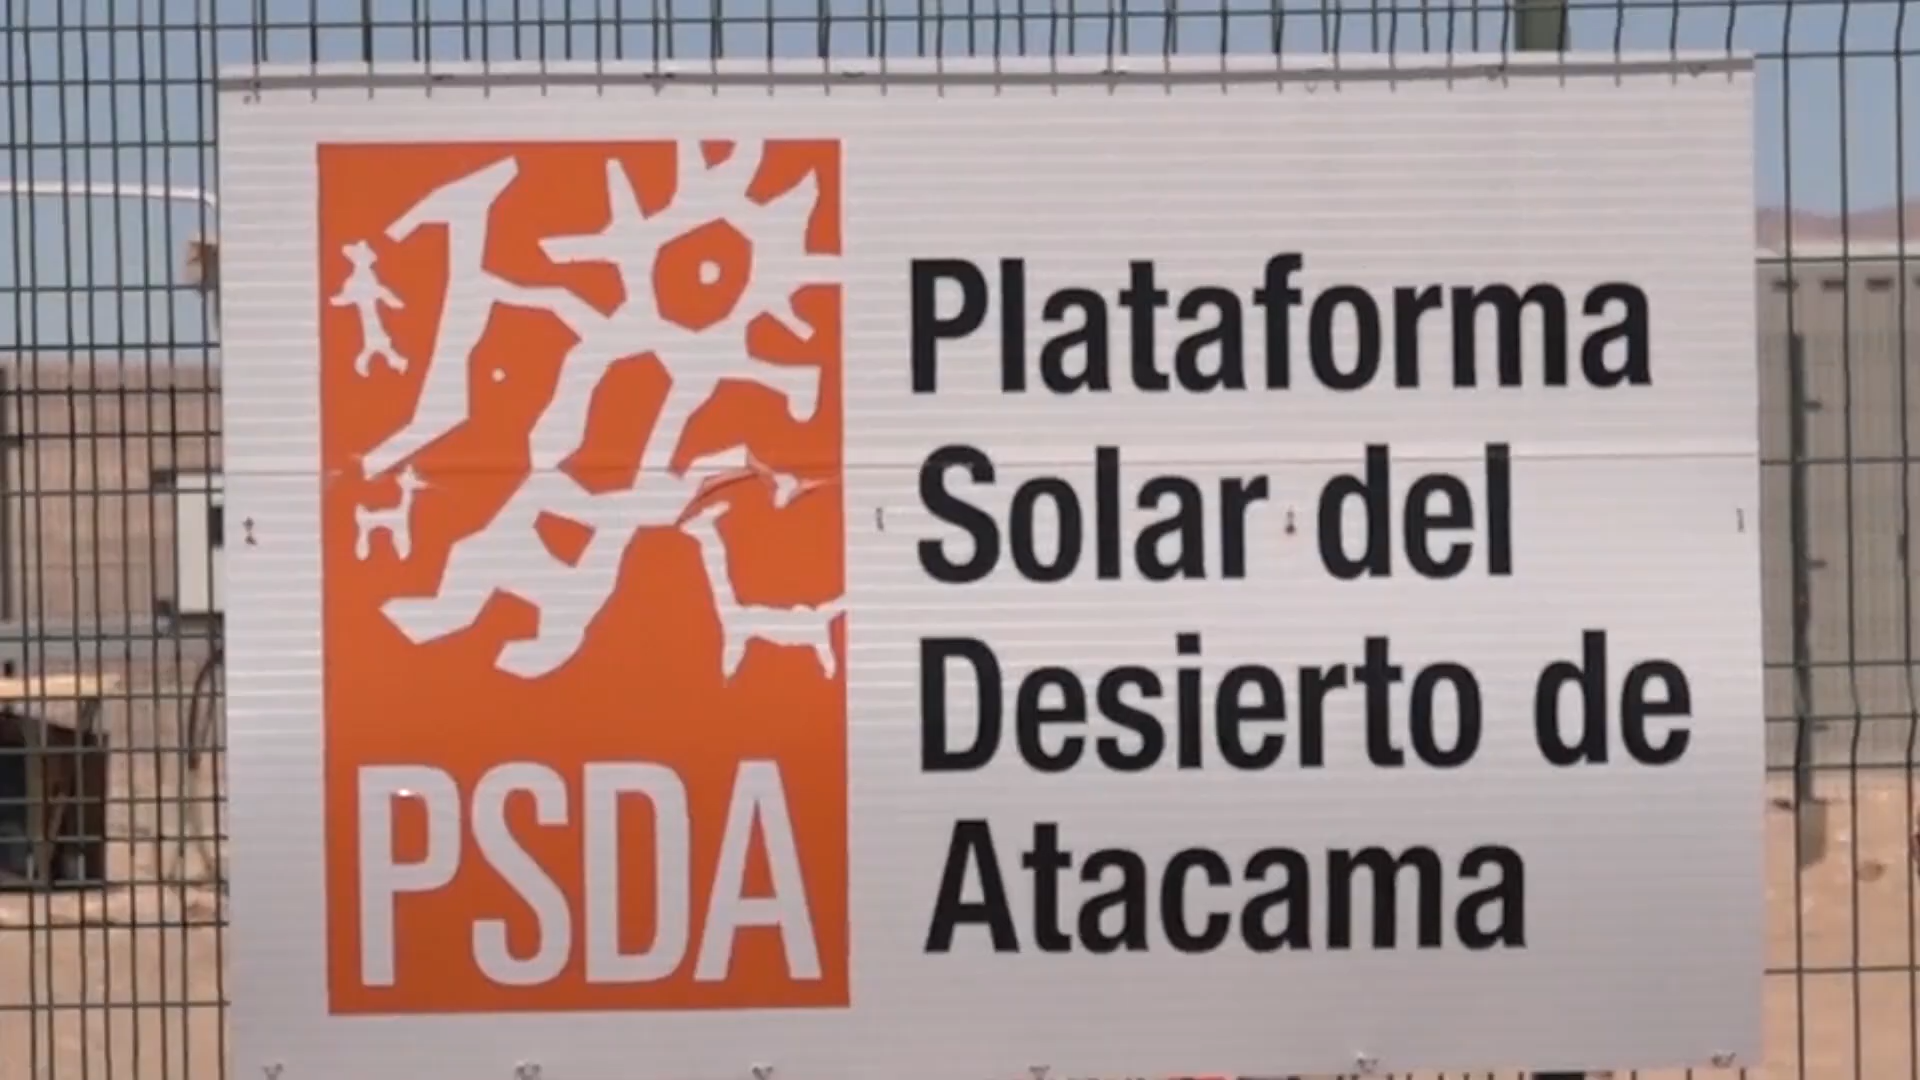 PSDA
Plataforma
Solar del
Desierto de
Atacama